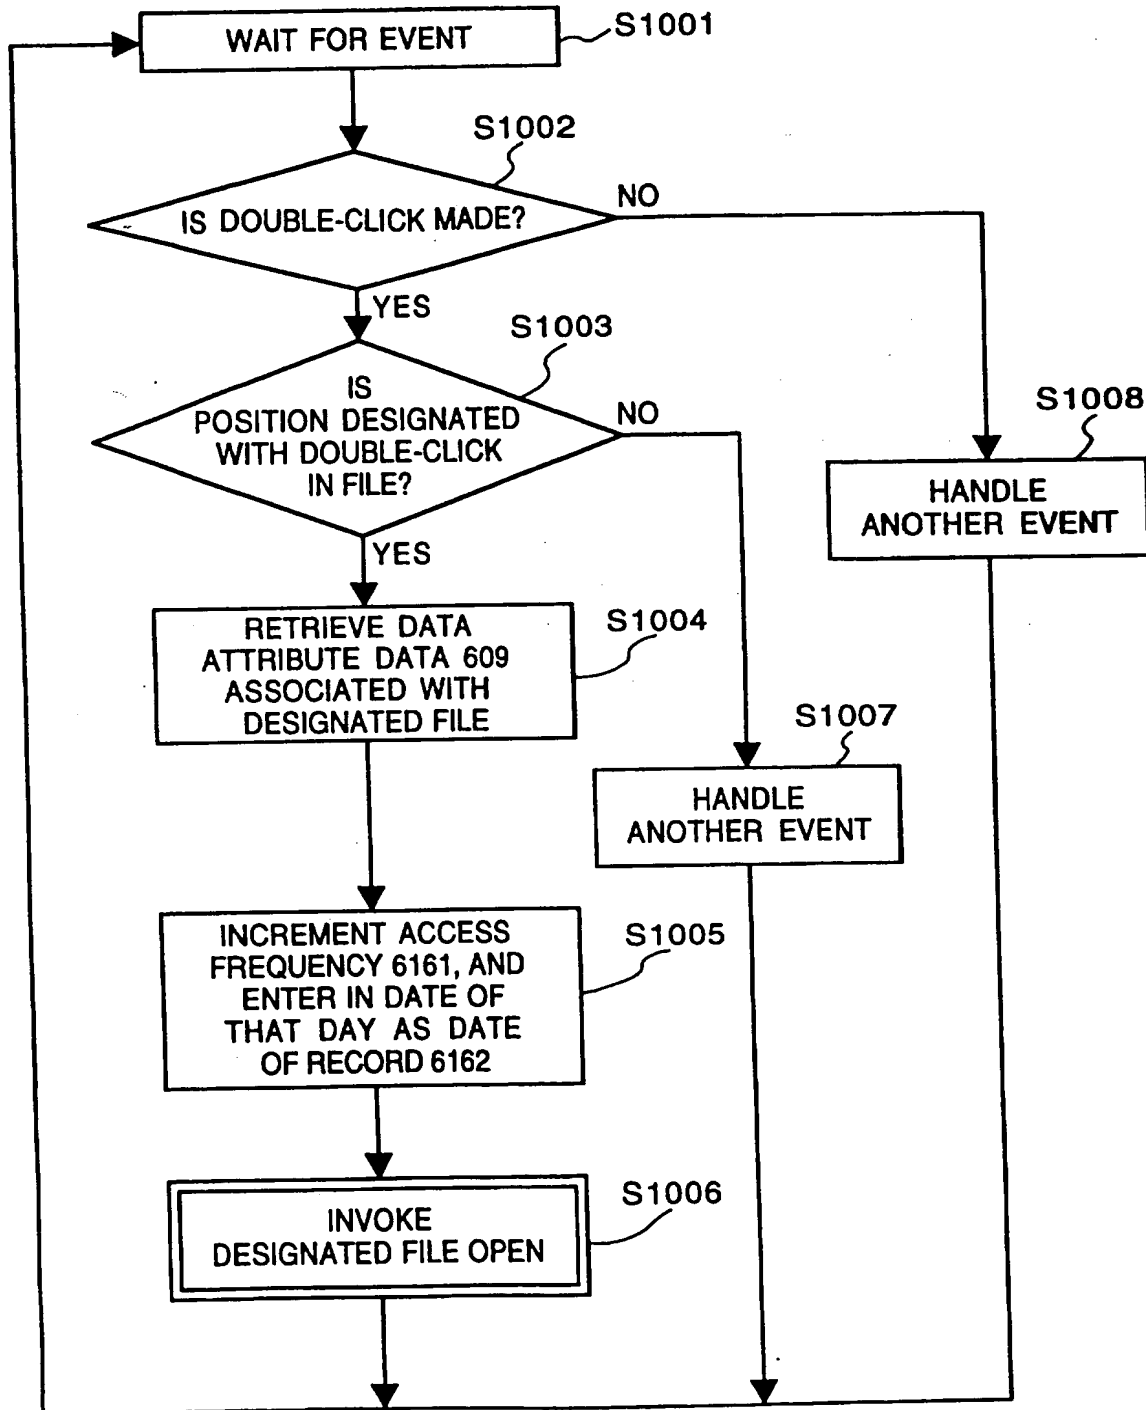 WAIT FOR EVENT
S1001
S1002
IS DOUBLE-CLICK MADE?
NO
YES
S1003
IS
POSITION DESIGNATED
WITH DOUBLE-CLICK
IN FILE?
NO
YES
S1008
HANDLE
ANOTHER EVENT
RETRIEVE DATA
ATTRIBUTE DATA 609
ASSOCIATED WITH
DESIGNATED FILE
S1004
S1007
HANDLE
ANOTHER EVENT
INCREMENT ACCESS
FREQUENCY 6161, AND
ENTER IN DATE OF
THAT DAY AS DATE
OF RECORD 6162
S1005
INVOKE
DESIGNATED FILE OPEN
S1006